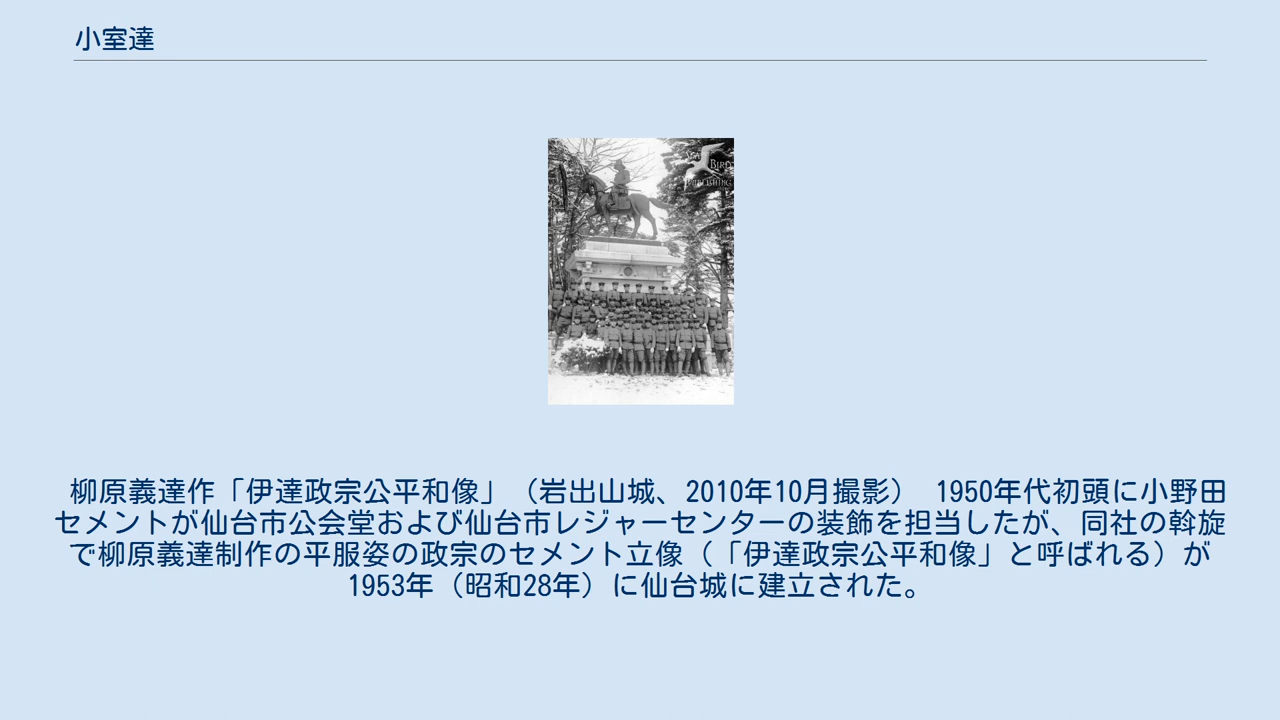 小室達
BIRD
PUBLISHING
柳原義達作「伊達政宗公平和像」（岩出山城、2010年10月撮影） 1950年代初頭に小野田
セメントが仙台市公会堂および仙台市レジャーセンターの装飾を担当したが、同社の斡旋
で柳原義達制作の平服姿の政宗のセメント立像（「伊達政宗公平和像」と呼ばれる）が
1953年（昭和28年）に仙台城に建立された。